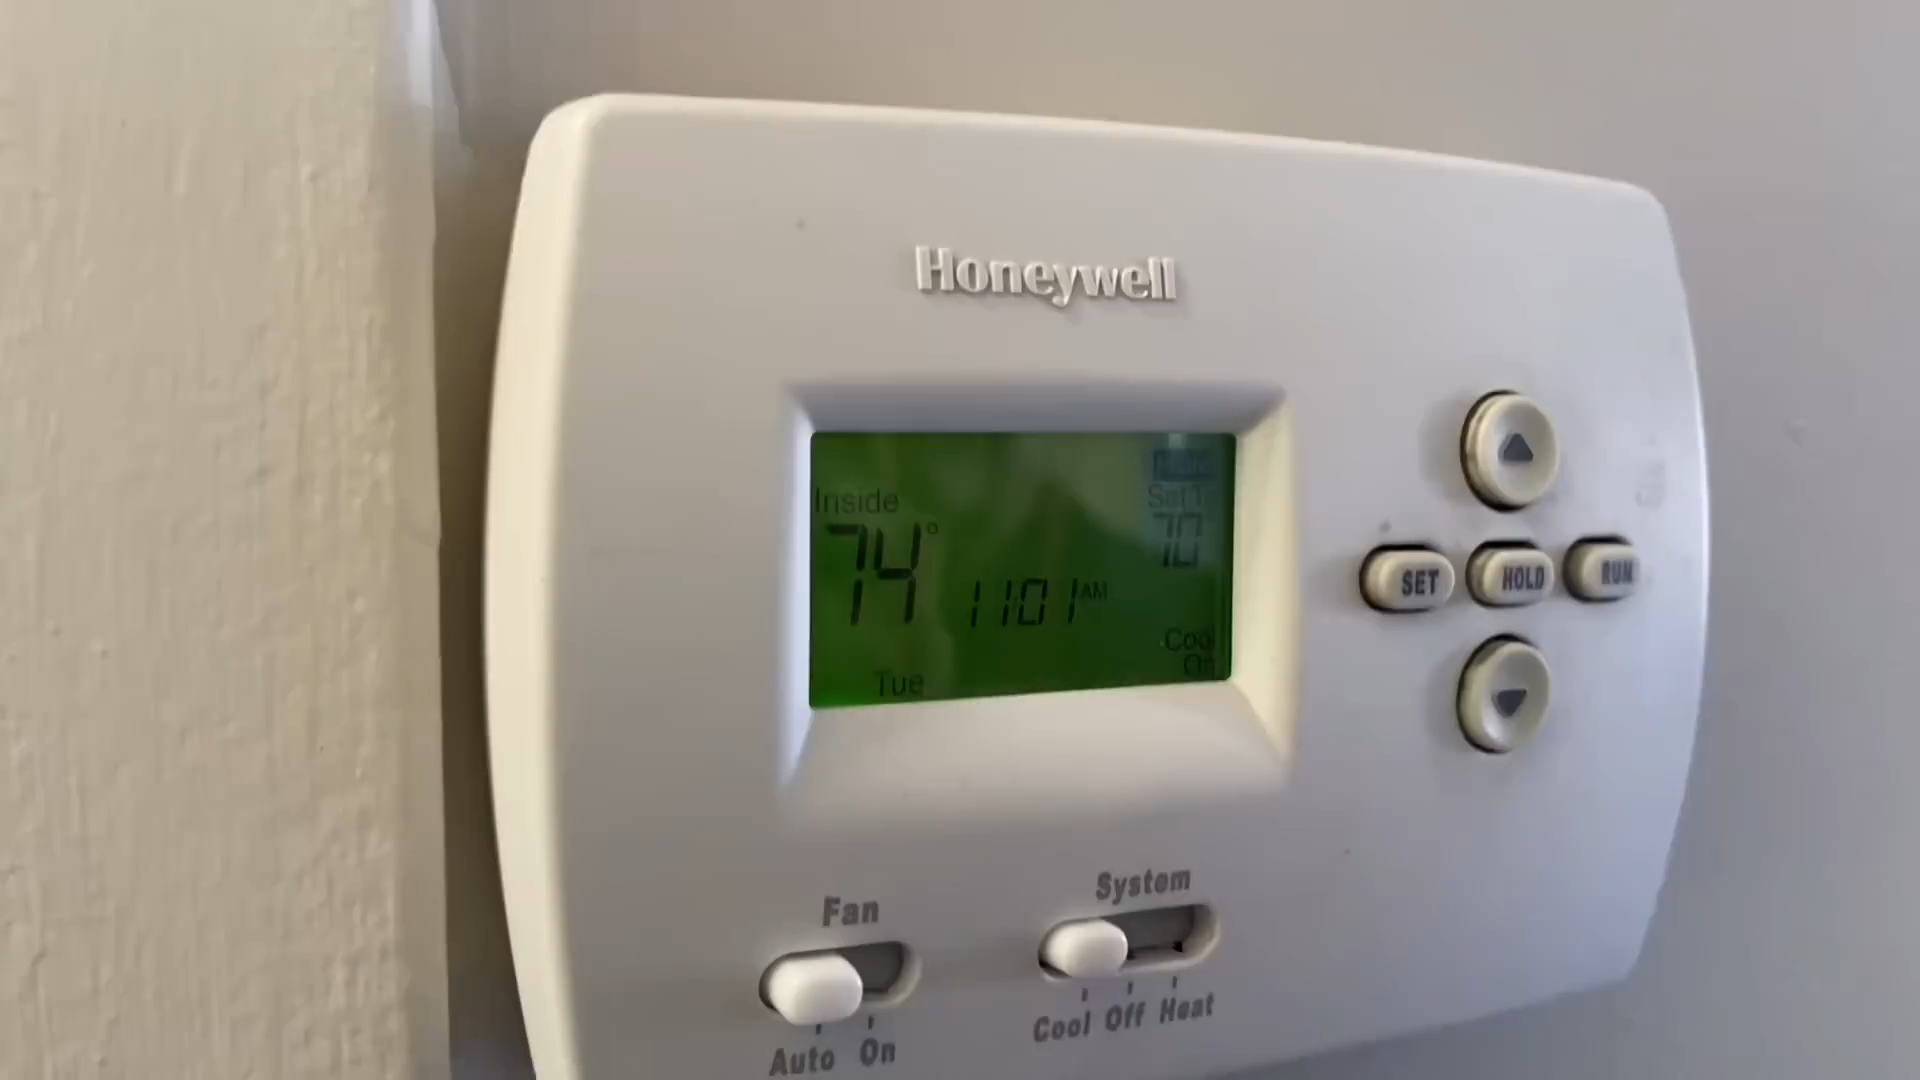 Honeywell
Inside
Set To
74°
70
11:01 AM
Cool
On
Tue
SET
HOLD
RUN
Fan
System
Auto On
Cool Off Heat